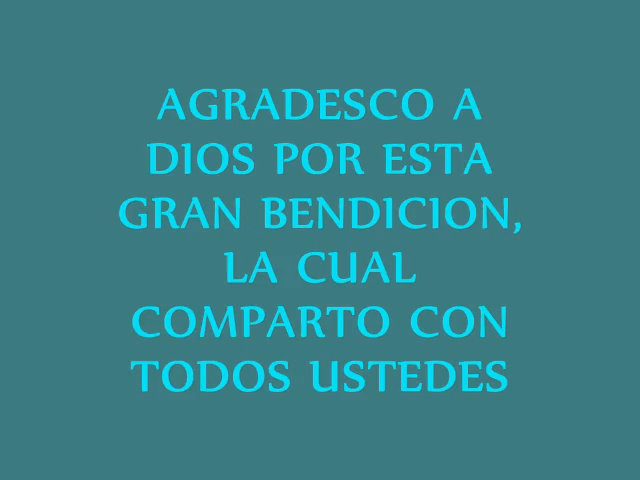 AGRADESCO A
DIOS POR ESTA
GRAN BENDICION,
LA CUAL
COMPARTO CON
TODOS USTEDES